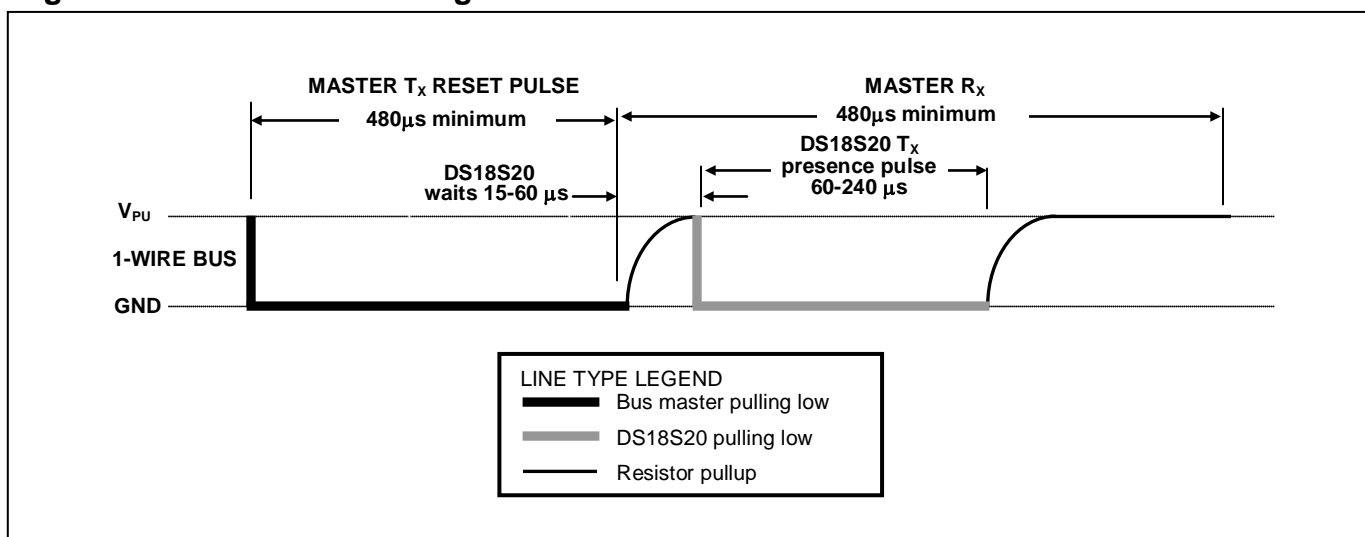 MASTER TX RESET PULSE
480µs minimum
MASTER RX
480µs minimum
DS18S20
waits 15-60 µs
DS18S20 TX
presence pulse
60-240 µs
VPU
1-WIRE BUS
GND
LINE TYPE LEGEND
Bus master pulling low
DS18S20 pulling low
Resistor pullup